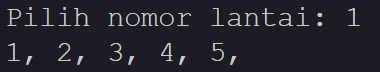 Pilih nomor lantai: 1
1, 2, 3, 4, 5,